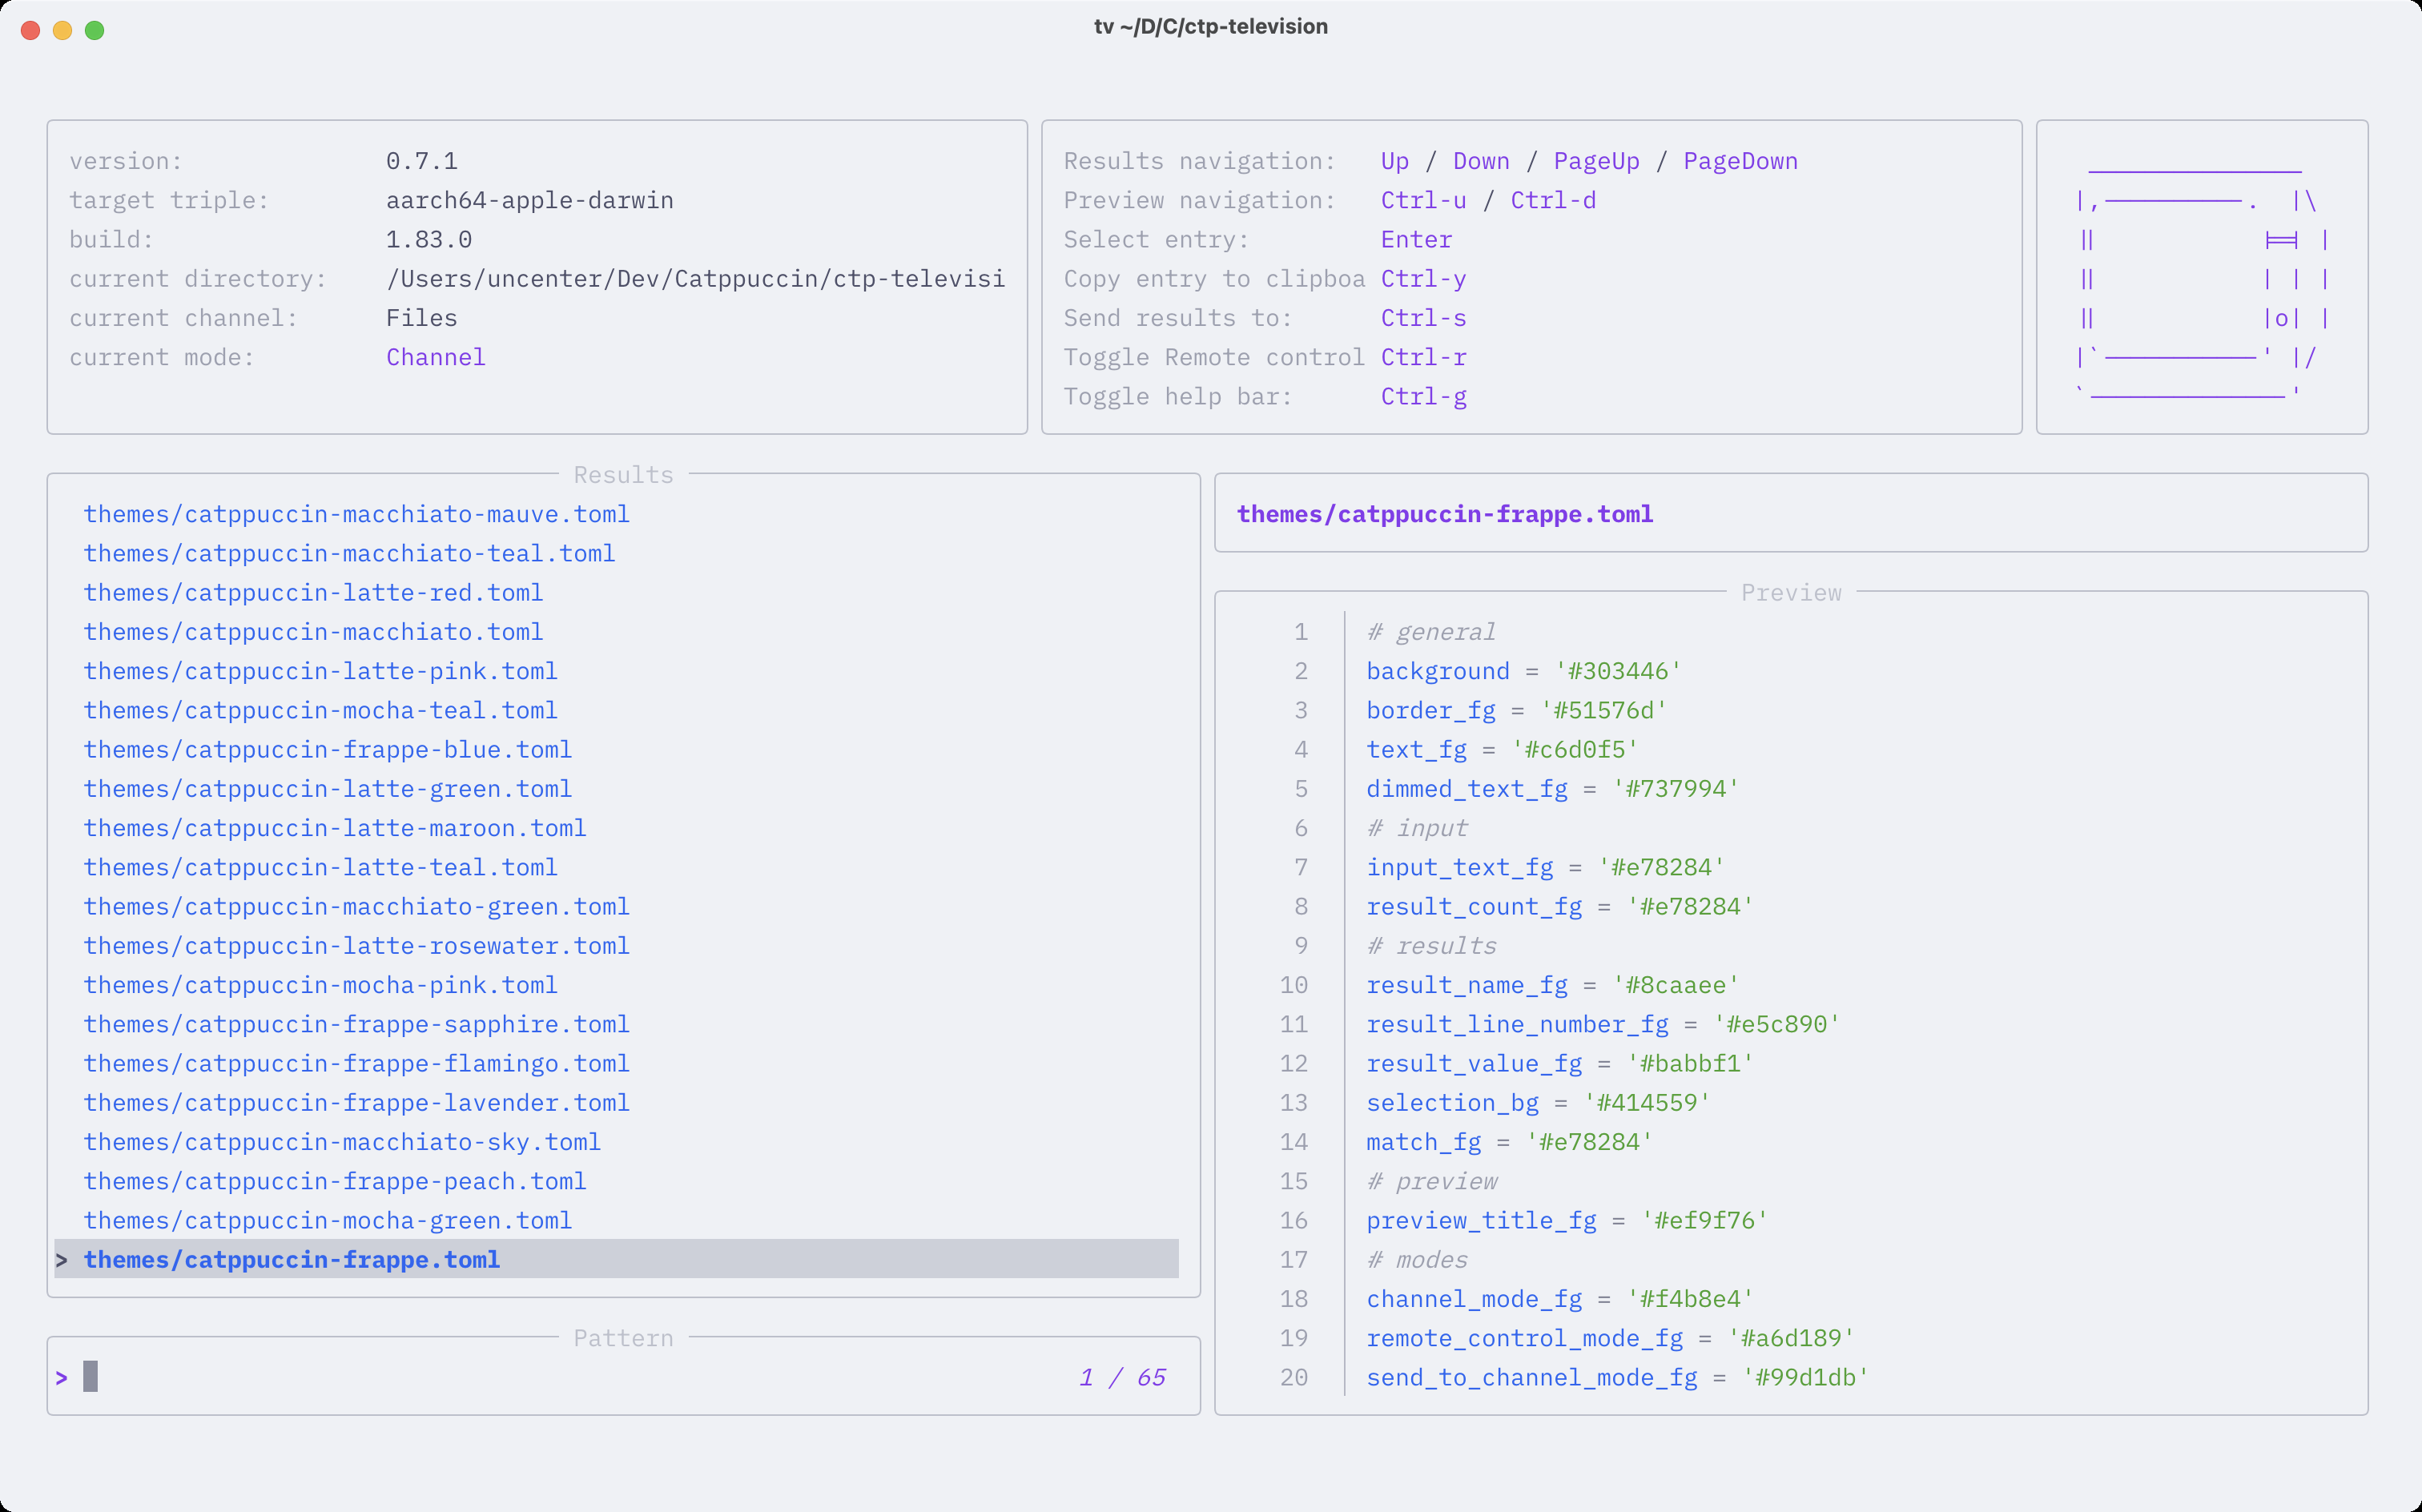 tv ~/D/C/ctp-television
version: 0.7.1
target triple: aarch64-apple-darwin
build: 1.83.0
current directory: /Users/uncenter/Dev/Catppuccin/ctp-televisi
current channel: Files
current mode: Channel
Results navigation: Up / Down / PageUp / PageDown
Preview navigation: Ctrl-u / Ctrl-d
Select entry: Enter
Copy entry to clipboa Ctrl-y
Send results to: Ctrl-s
Toggle Remote control Ctrl-r
Toggle help bar: Ctrl-g
Results
themes/catppuccin-macchiato-mauve.toml
themes/catppuccin-macchiato-teal.toml
themes/catppuccin-latte-red.toml
themes/catppuccin-macchiato.toml
themes/catppuccin-latte-pink.toml
themes/catppuccin-mocha-teal.toml
themes/catppuccin-frappe-blue.toml
themes/catppuccin-latte-green.toml
themes/catppuccin-latte-maroon.toml
themes/catppuccin-latte-teal.toml
themes/catppuccin-macchiato-green.toml
themes/catppuccin-latte-rosewater.toml
themes/catppuccin-mocha-pink.toml
themes/catppuccin-frappe-sapphire.toml
themes/catppuccin-frappe-flamingo.toml
themes/catppuccin-frappe-lavender.toml
themes/catppuccin-macchiato-sky.toml
themes/catppuccin-frappe-peach.toml
themes/catppuccin-mocha-green.toml
> themes/catppuccin-frappe.toml
Pattern
> 1 / 65
themes/catppuccin-frappe.toml
Preview
1 # general
2 background = '#303446'
3 border_fg = '#51576d'
4 text_fg = '#c6d0f5'
5 dimmed_text_fg = '#737994'
6 # input
7 input_text_fg = '#e78284'
8 result_count_fg = '#e78284'
9 # results
10 result_name_fg = '#8caaee'
11 result_line_number_fg = '#e5c890'
12 result_value_fg = '#babbf1'
13 selection_bg = '#414559'
14 match_fg = '#e78284'
15 # preview
16 preview_title_fg = '#ef9f76'
17 # modes
18 channel_mode_fg = '#f4b8e4'
19 remote_control_mode_fg = '#a6d189'
20 send_to_channel_mode_fg = '#99d1db'